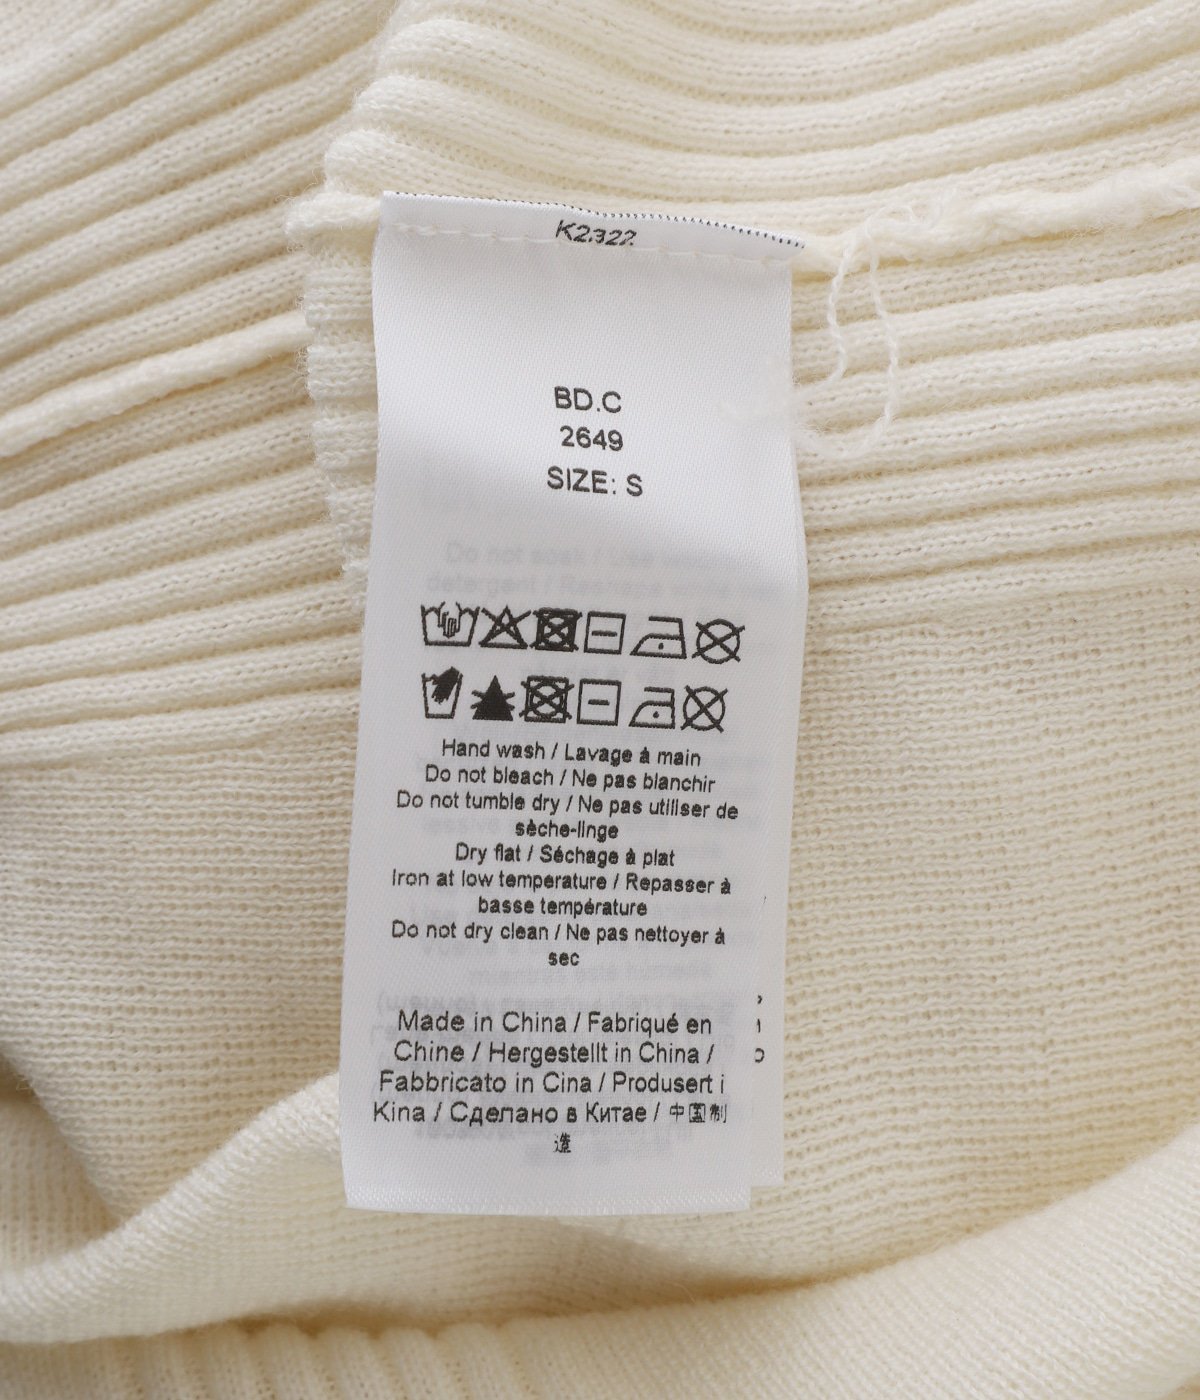 K2322
BD.C
2649
SIZE: S
Hand wash / Lavage à main
Do not bleach / Ne pas blanchir
Do not tumble dry / Ne pas utiliser de
sèche-linge
Dry flat / Séchage à plat
Iron at low temperature / Repasser à
basse température
Do not dry clean / Ne pas nettoyer à
sec
Made in China / Fabriqué en
Chine / Hergestellt in China /
Fabbricato in Cina / Produsert i
Kina / Сделано в Китае / 中国制
造